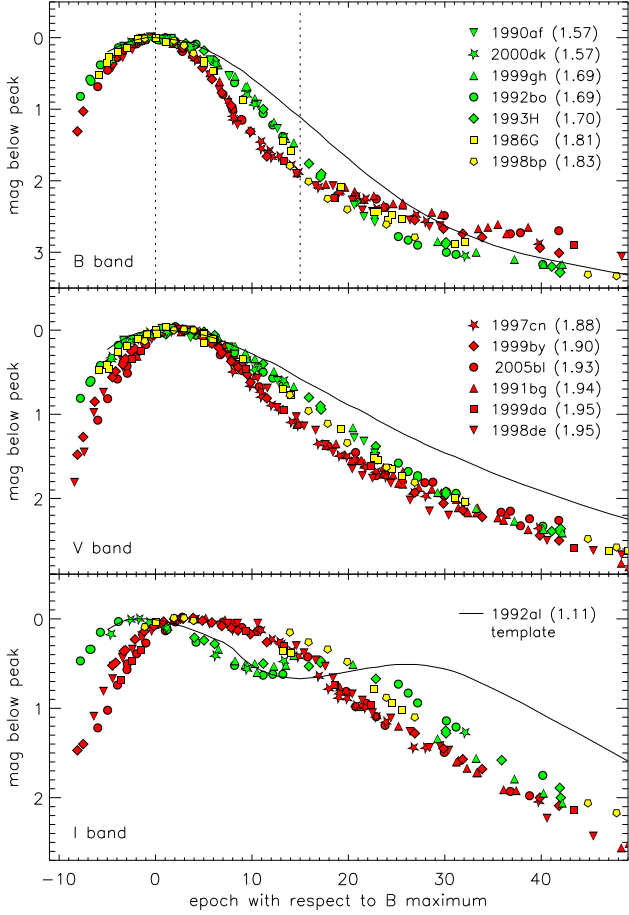 0
1
2
3
mag below peak
B band
1990af (1.57)
2000dk (1.57)
1999gh (1.69)
1992bo (1.69)
1993H (1.70)
1986G (1.81)
1998bp (1.83)
0
1
2
mag below peak
V band
1997cn (1.88)
1999by (1.90)
2005bl (1.93)
1991bg (1.94)
1999da (1.95)
1998de (1.95)
0
1
2
mag below peak
I band
1992al (1.11)
template
-10 0 10 20 30 40
epoch with respect to B maximum